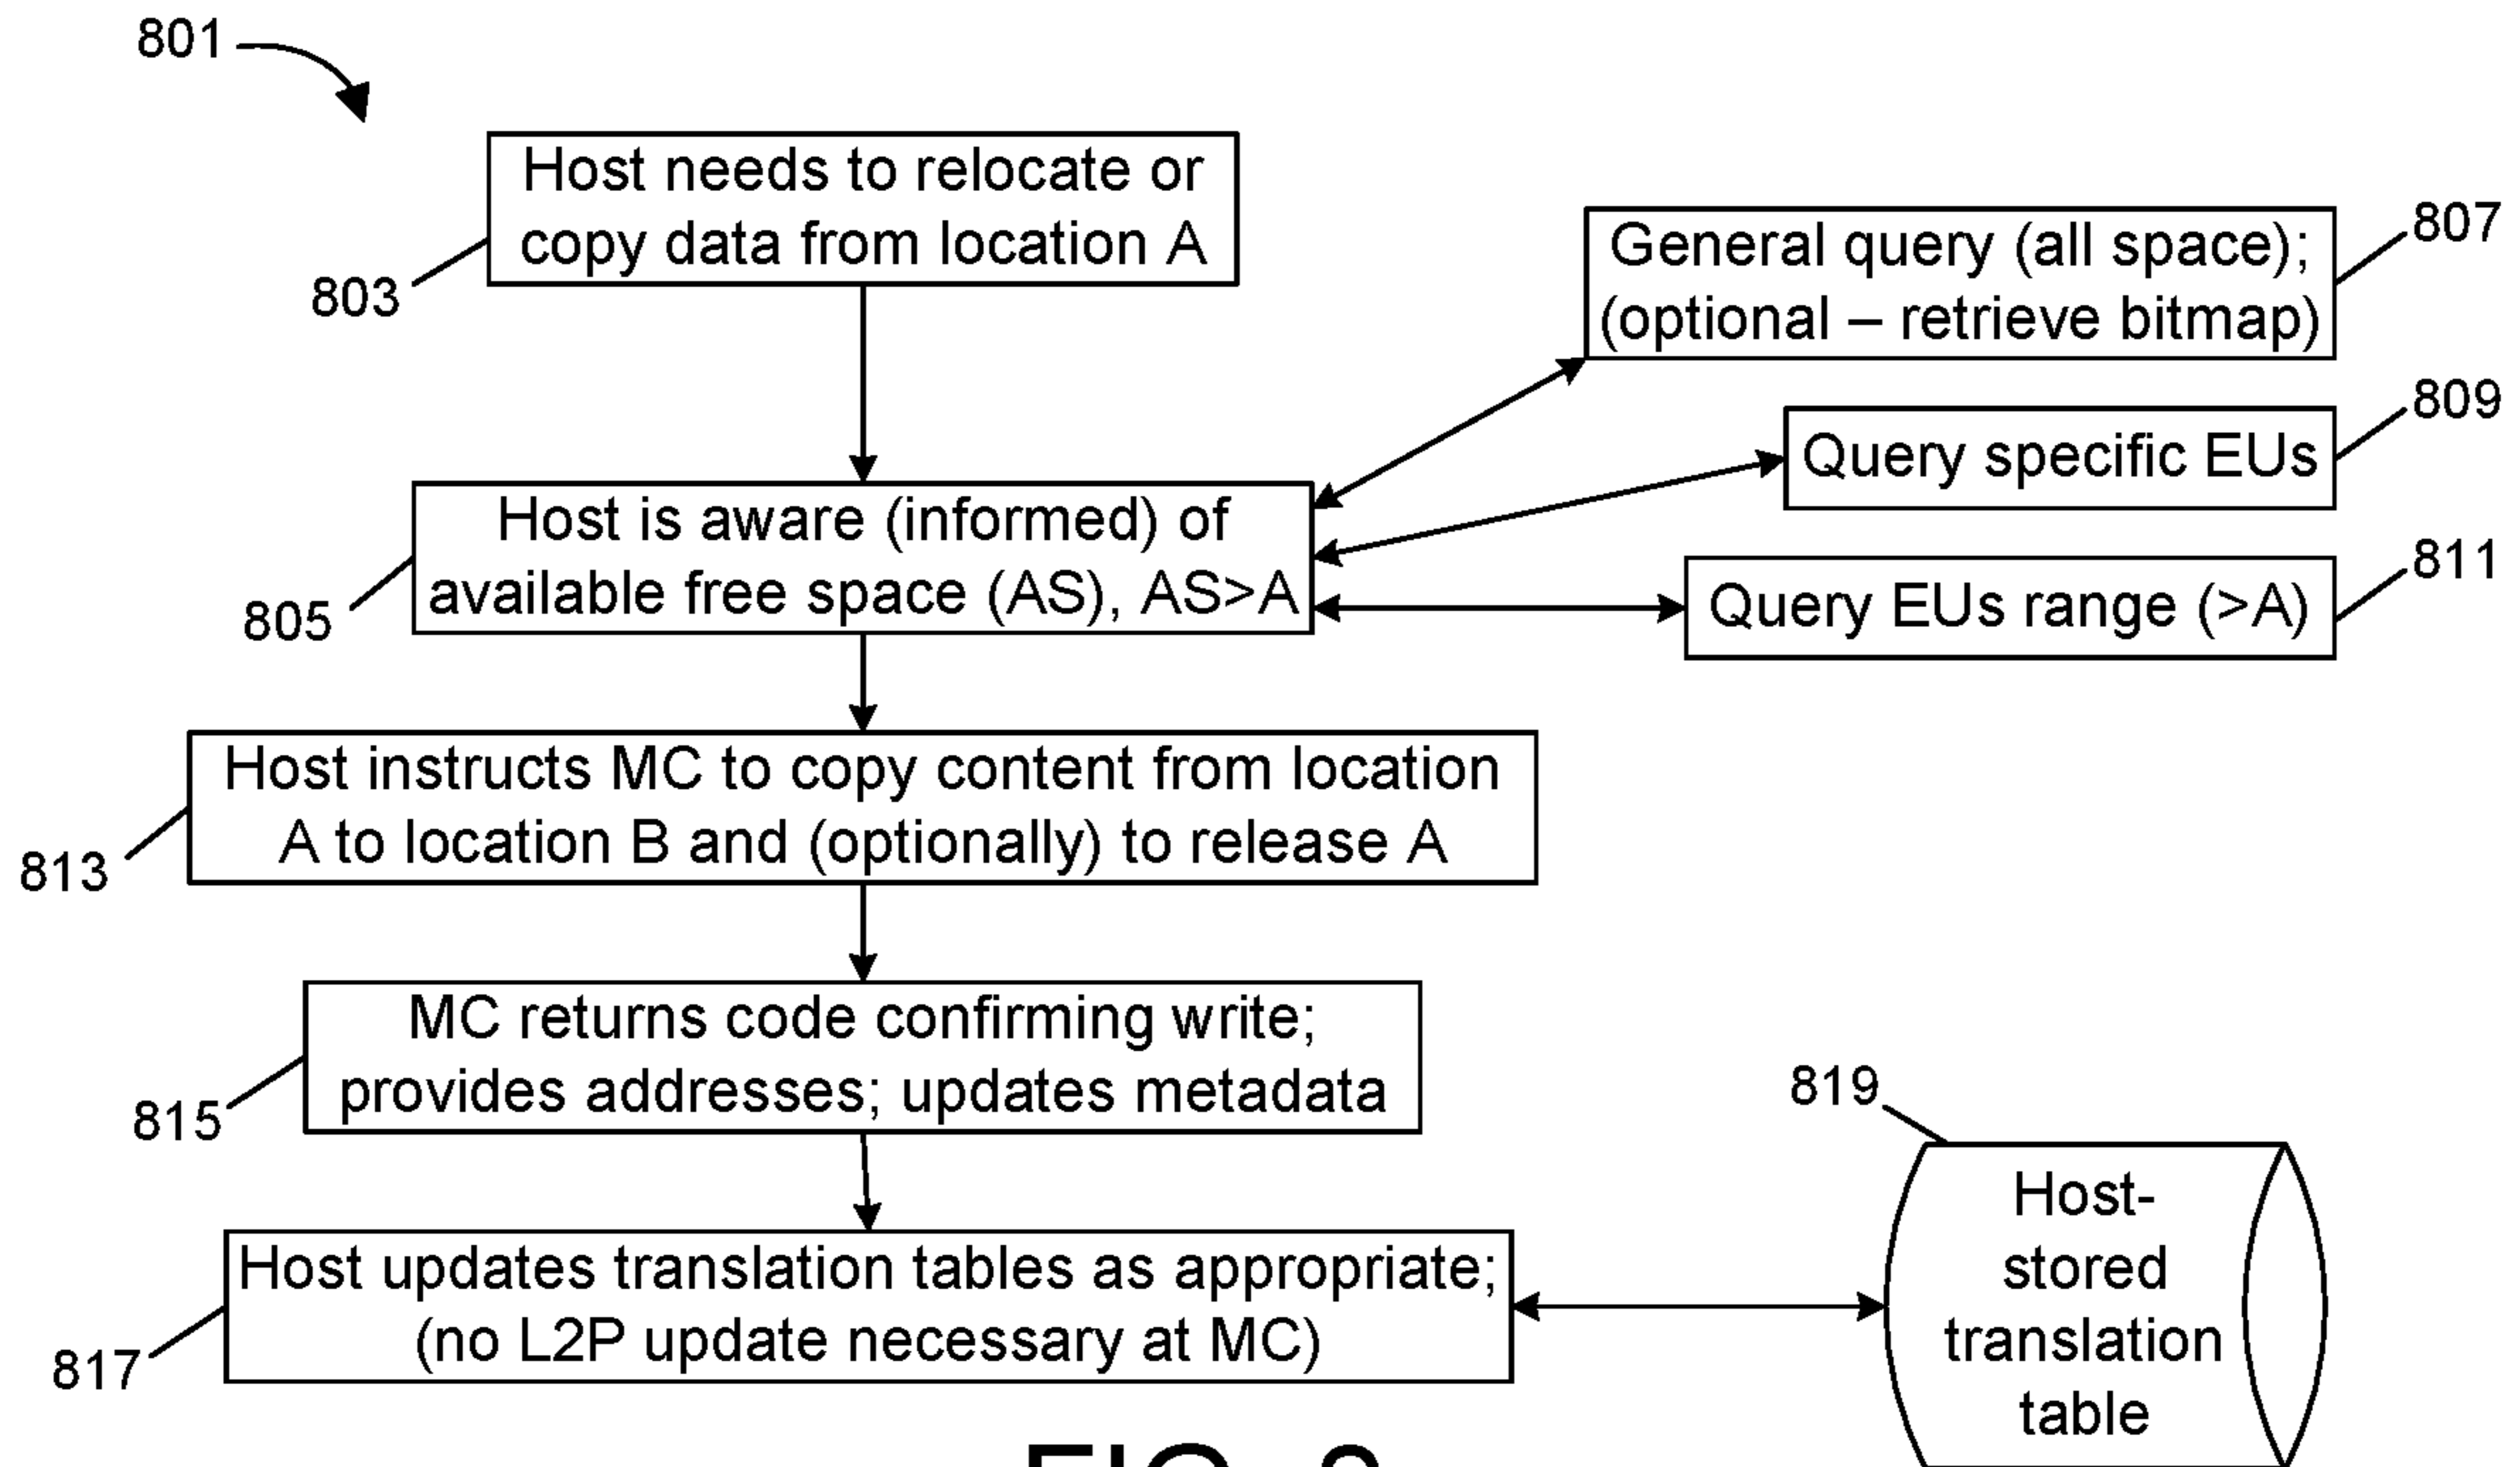 801
Host needs to relocate or
copy data from location A
803
General query (all space);
(optional – retrieve bitmap)
807
Query specific EUs
809
Host is aware (informed) of
available free space (AS), AS>A
805
Query EUs range (>A)
811
Host instructs MC to copy content from location
A to location B and (optionally) to release A
813
MC returns code confirming write;
provides addresses; updates metadata
815
819
Host-
stored
translation
table
Host updates translation tables as appropriate;
(no L2P update necessary at MC)
817